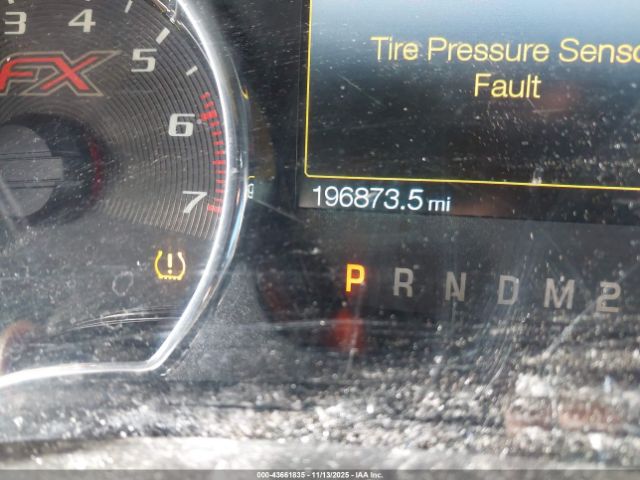 3 4 5 6 7
FX
Tire Pressure Senso
Fault
196873.5 mi
P R N D M 2
000-43661835 - 11/13/2025 - IAA Inc.